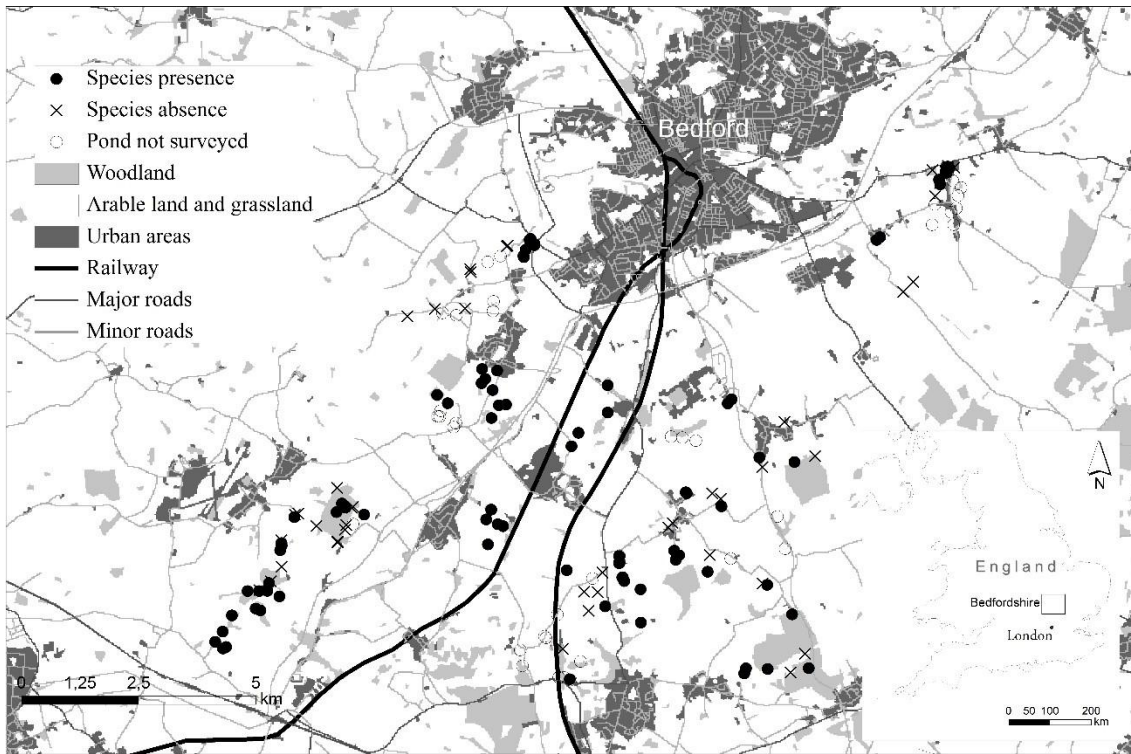 Bedford
Species presence
Species absence
Pond not surveyed
Woodland
Arable land and grassland
Urban areas
Railway
Major roads
Minor roads
N
England
Bedfordshire
London
0 1,25 2,5 5
km
0 50 100 200
km